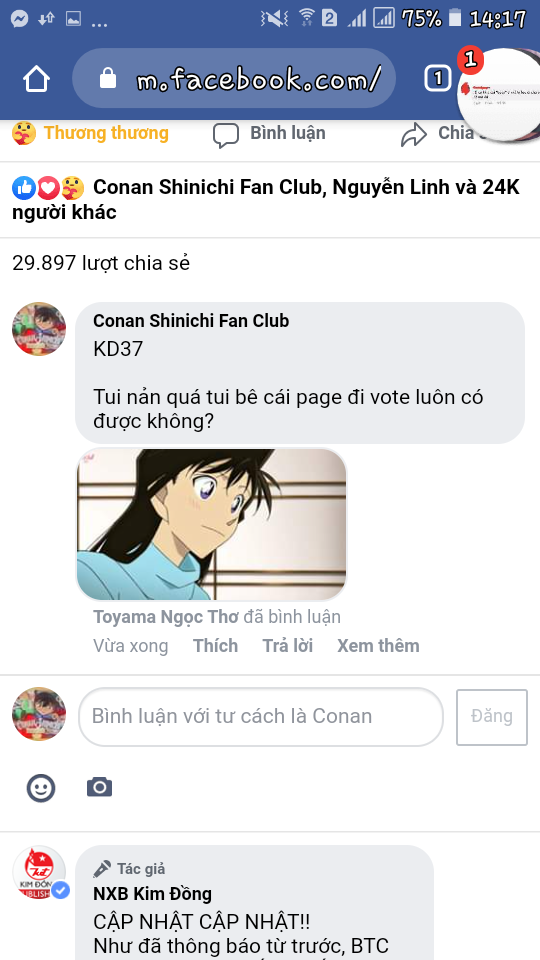 2
75%
14:17
m.facebook.com/
1
1
Thương thương
Bình luận
Chia
Conan Shinichi Fan Club, Nguyễn Linh và 24K
người khác
29.897 lượt chia sẻ
Conan Shinichi Fan Club
KD37
Tui nản quá tui bê cái page đi vote luôn có
được không?
Toyama Ngọc Thơ đã bình luận
Vừa xong Thích Trả lời Xem thêm
Bình luận với tư cách là Conan
Đăng
KIM ĐỒNG
Tác giả
NXB Kim Đồng
CẬP NHẬT CẬP NHẬT!!
Như đã thông báo từ trước, BTC